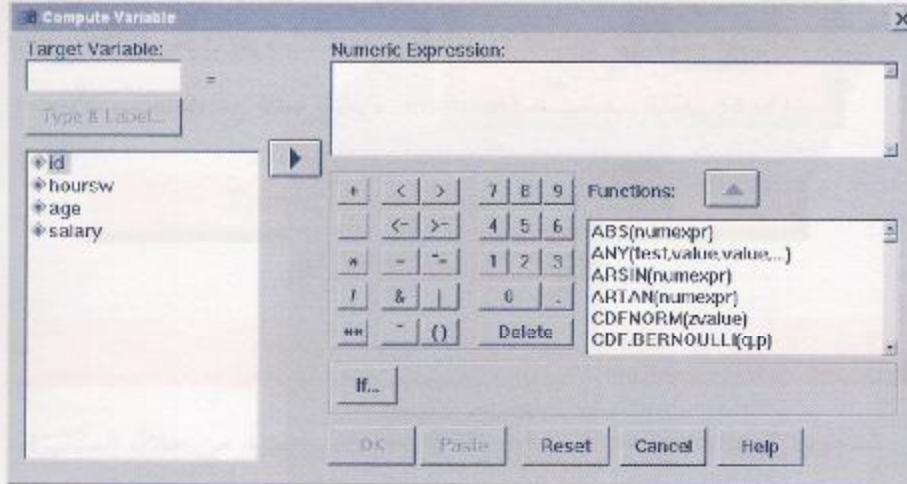 Compute Variable
Target Variable:
=
Type & Label...
Numeric Expression:
id
hoursw
age
salary
+ < > 7 8 9
<= >= 4 5 6
* = ~= 1 2 3
/ & | 0 .
** ~ () Delete
Functions:
ABS(numexpr)
ANY(test,value,value,...)
ARSIN(numexpr)
ARTAN(numexpr)
CDFNORM(zvalue)
CDF.BERNOULLI(q,p)
If...
OK Paste Reset Cancel Help